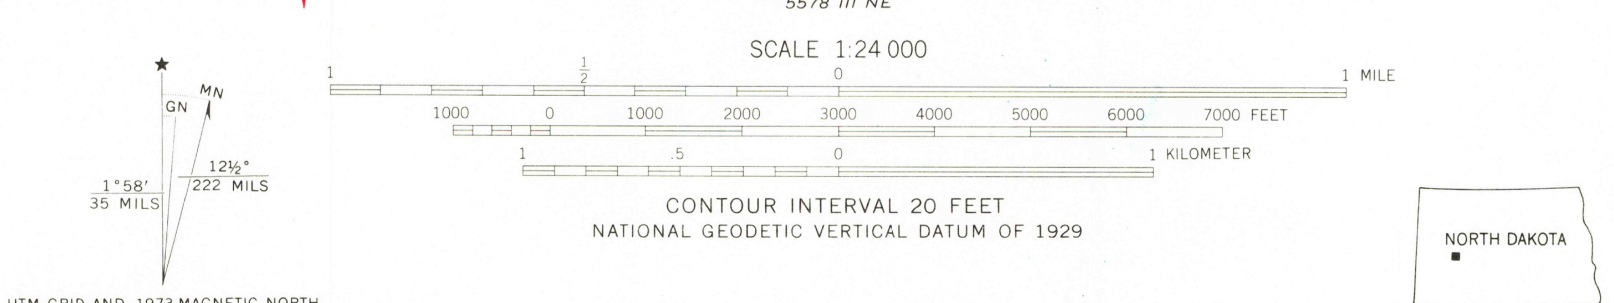 5578 III NE
SCALE 1:24 000
1 1/2 0 1 MILE
1000 0 1000 2000 3000 4000 5000 6000 7000 FEET
1 .5 0 1 KILOMETER
CONTOUR INTERVAL 20 FEET
NATIONAL GEODETIC VERTICAL DATUM OF 1929
★
MN
GN
12½°
222 MILS
1°58′
35 MILS
UTM GRID AND 1973 MAGNETIC NORTH
NORTH DAKOTA